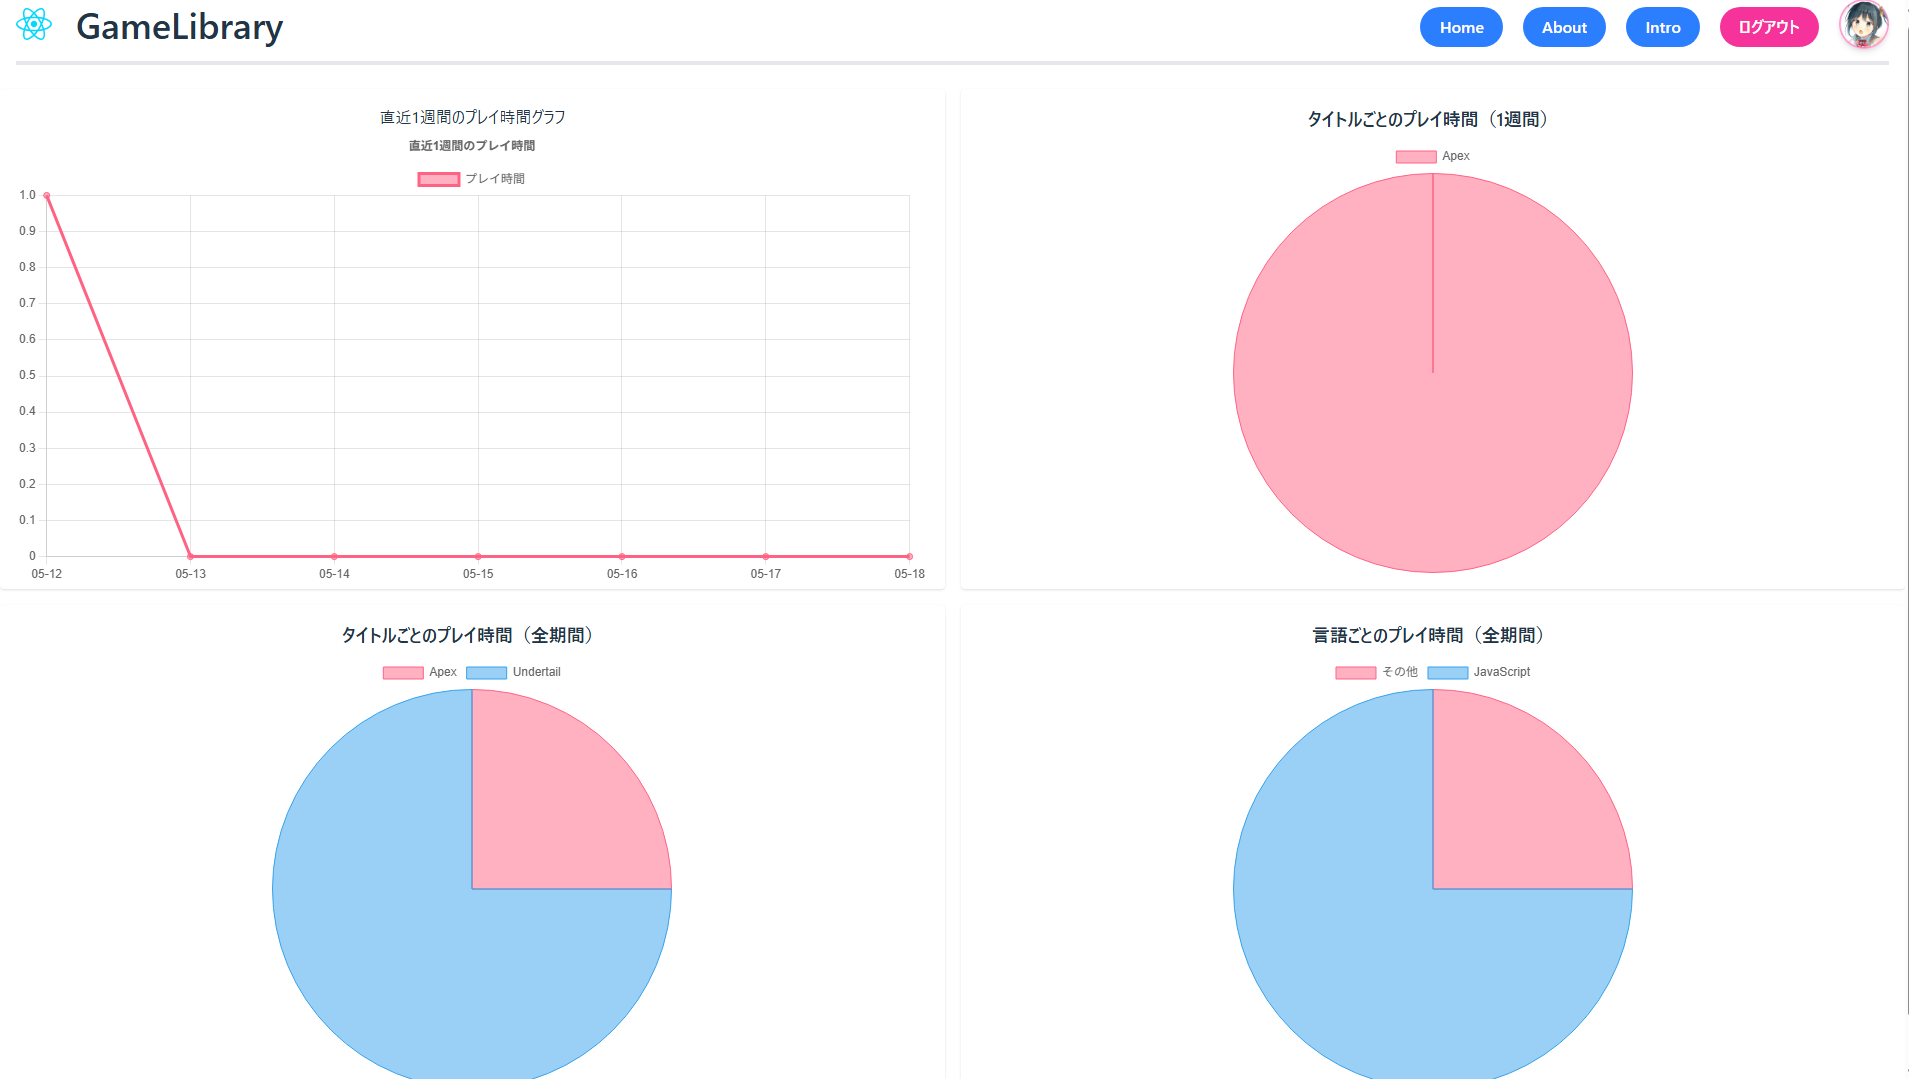 GameLibrary
Home About Intro ログアウト
直近1週間のプレイ時間グラフ
直近1週間のプレイ時間
プレイ時間
1.0
0.9
0.8
0.7
0.6
0.5
0.4
0.3
0.2
0.1
0
05-12 05-13 05-14 05-15 05-16 05-17 05-18
タイトルごとのプレイ時間（1週間）
Apex
タイトルごとのプレイ時間（全期間）
Apex Undertail
言語ごとのプレイ時間（全期間）
その他 JavaScript